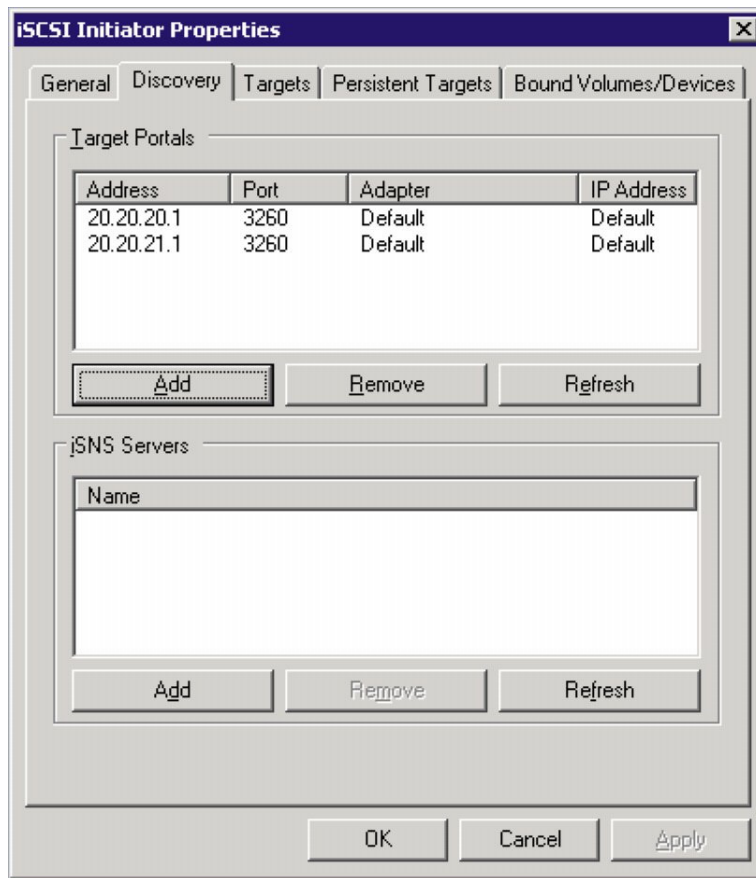 iSCSI Initiator Properties
General Discovery Targets Persistent Targets Bound Volumes/Devices
Target Portals
Address Port Adapter IP Address
20.20.20.1 3260 Default Default
20.20.21.1 3260 Default Default
Add Remove Refresh
iSNS Servers
Name
Add Remove Refresh
OK Cancel Apply